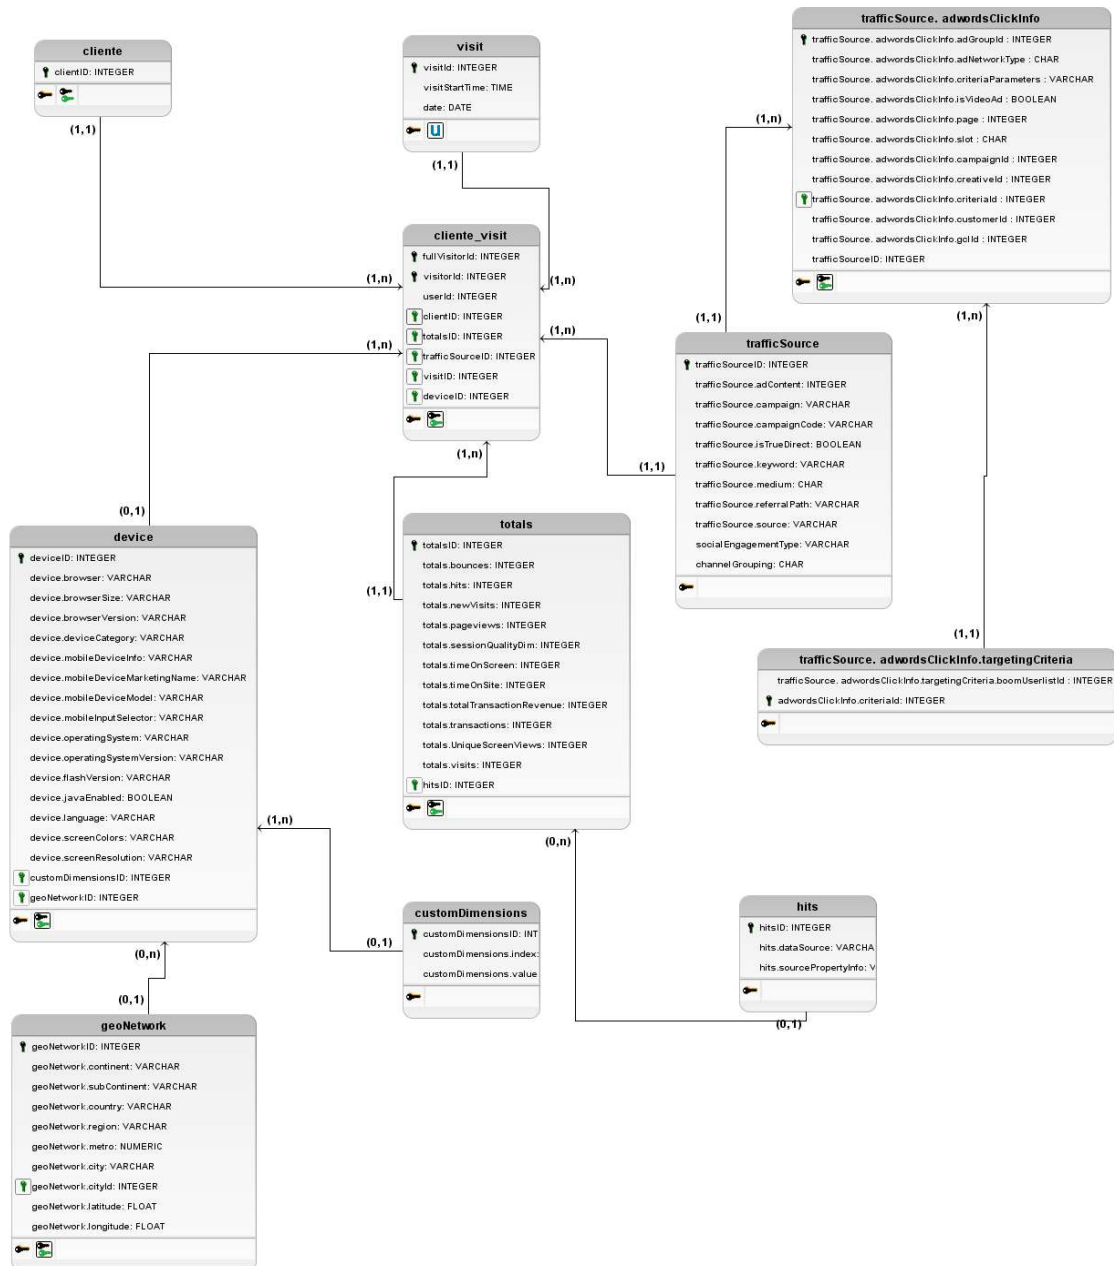 cliente
clientID: INTEGER
(1,1)
visit
visitId: INTEGER
visitStartTime: TIME
date: DATE
U
(1,1)
trafficSource. adwordsClickInfo
trafficSource. adwordsClickInfo.adGroupId : INTEGER
trafficSource. adwordsClickInfo.adNetworkType : CHAR
trafficSource. adwordsClickInfo.criteriaParameters : VARCHAR
trafficSource. adwordsClickInfo.isVideoAd : BOOLEAN
trafficSource. adwordsClickInfo.page : INTEGER
trafficSource. adwordsClickInfo.slot : CHAR
trafficSource. adwordsClickInfo.campaignId : INTEGER
trafficSource. adwordsClickInfo.creativeId : INTEGER
trafficSource. adwordsClickInfo.criteriaId : INTEGER
trafficSource. adwordsClickInfo.customerId : INTEGER
trafficSource. adwordsClickInfo.gclId : INTEGER
trafficSourceID: INTEGER
(1,n)
(1,n)
(1,1)
cliente_visit
fullVisitorId: INTEGER
visitorId: INTEGER
userId: INTEGER
clientID: INTEGER
totalsID: INTEGER
trafficSourceID: INTEGER
visitID: INTEGER
deviceID: INTEGER
(1,n)
(1,n)
(1,n)
(1,n)
(1,n)
trafficSource
trafficSourceID: INTEGER
trafficSource.adContent: INTEGER
trafficSource.campaign: VARCHAR
trafficSource.campaignCode: VARCHAR
trafficSource.isTrueDirect: BOOLEAN
trafficSource.keyword: VARCHAR
trafficSource.medium: CHAR
trafficSource.referralPath: VARCHAR
trafficSource.source: VARCHAR
socialEngagementType: VARCHAR
channelGrouping: CHAR
(1,1)
(0,1)
device
deviceID: INTEGER
device.browser: VARCHAR
device.browserSize: VARCHAR
device.browserVersion: VARCHAR
device.deviceCategory: VARCHAR
device.mobileDeviceInfo: VARCHAR
device.mobileDeviceMarketingName: VARCHAR
device.mobileDeviceModel: VARCHAR
device.mobileInputSelector: VARCHAR
device.operatingSystem: VARCHAR
device.operatingSystemVersion: VARCHAR
device.flashVersion: VARCHAR
device.javaEnabled: BOOLEAN
device.language: VARCHAR
device.screenColors: VARCHAR
device.screenResolution: VARCHAR
customDimensionsID: INTEGER
geoNetworkID: INTEGER
(1,n)
(0,n)
totals
totalsID: INTEGER
totals.bounces: INTEGER
totals.hits: INTEGER
totals.newVisits: INTEGER
totals.pageviews: INTEGER
totals.sessionQualityDim: INTEGER
totals.timeOnScreen: INTEGER
totals.timeOnSite: INTEGER
totals.totalTransactionRevenue: INTEGER
totals.transactions: INTEGER
totals.UniqueScreenViews: INTEGER
totals.visits: INTEGER
hitsID: INTEGER
(1,1)
(0,n)
(1,1)
trafficSource. adwordsClickInfo.targetingCriteria
trafficSource. adwordsClickInfo.targetingCriteria.boomUserlistId : INTEGER
adwordsClickInfo.criteriaId: INTEGER
customDimensions
customDimensionsID: INT
customDimensions.index:
customDimensions.value
(0,1)
hits
hitsID: INTEGER
hits.dataSource: VARCHA
hits.sourcePropertyInfo: V
(0,1)
(0,1)
geoNetwork
geoNetworkID: INTEGER
geoNetwork.continent: VARCHAR
geoNetwork.subContinent: VARCHAR
geoNetwork.country: VARCHAR
geoNetwork.region: VARCHAR
geoNetwork.metro: NUMERIC
geoNetwork.city: VARCHAR
geoNetwork.cityId: INTEGER
geoNetwork.latitude: FLOAT
geoNetwork.longitude: FLOAT